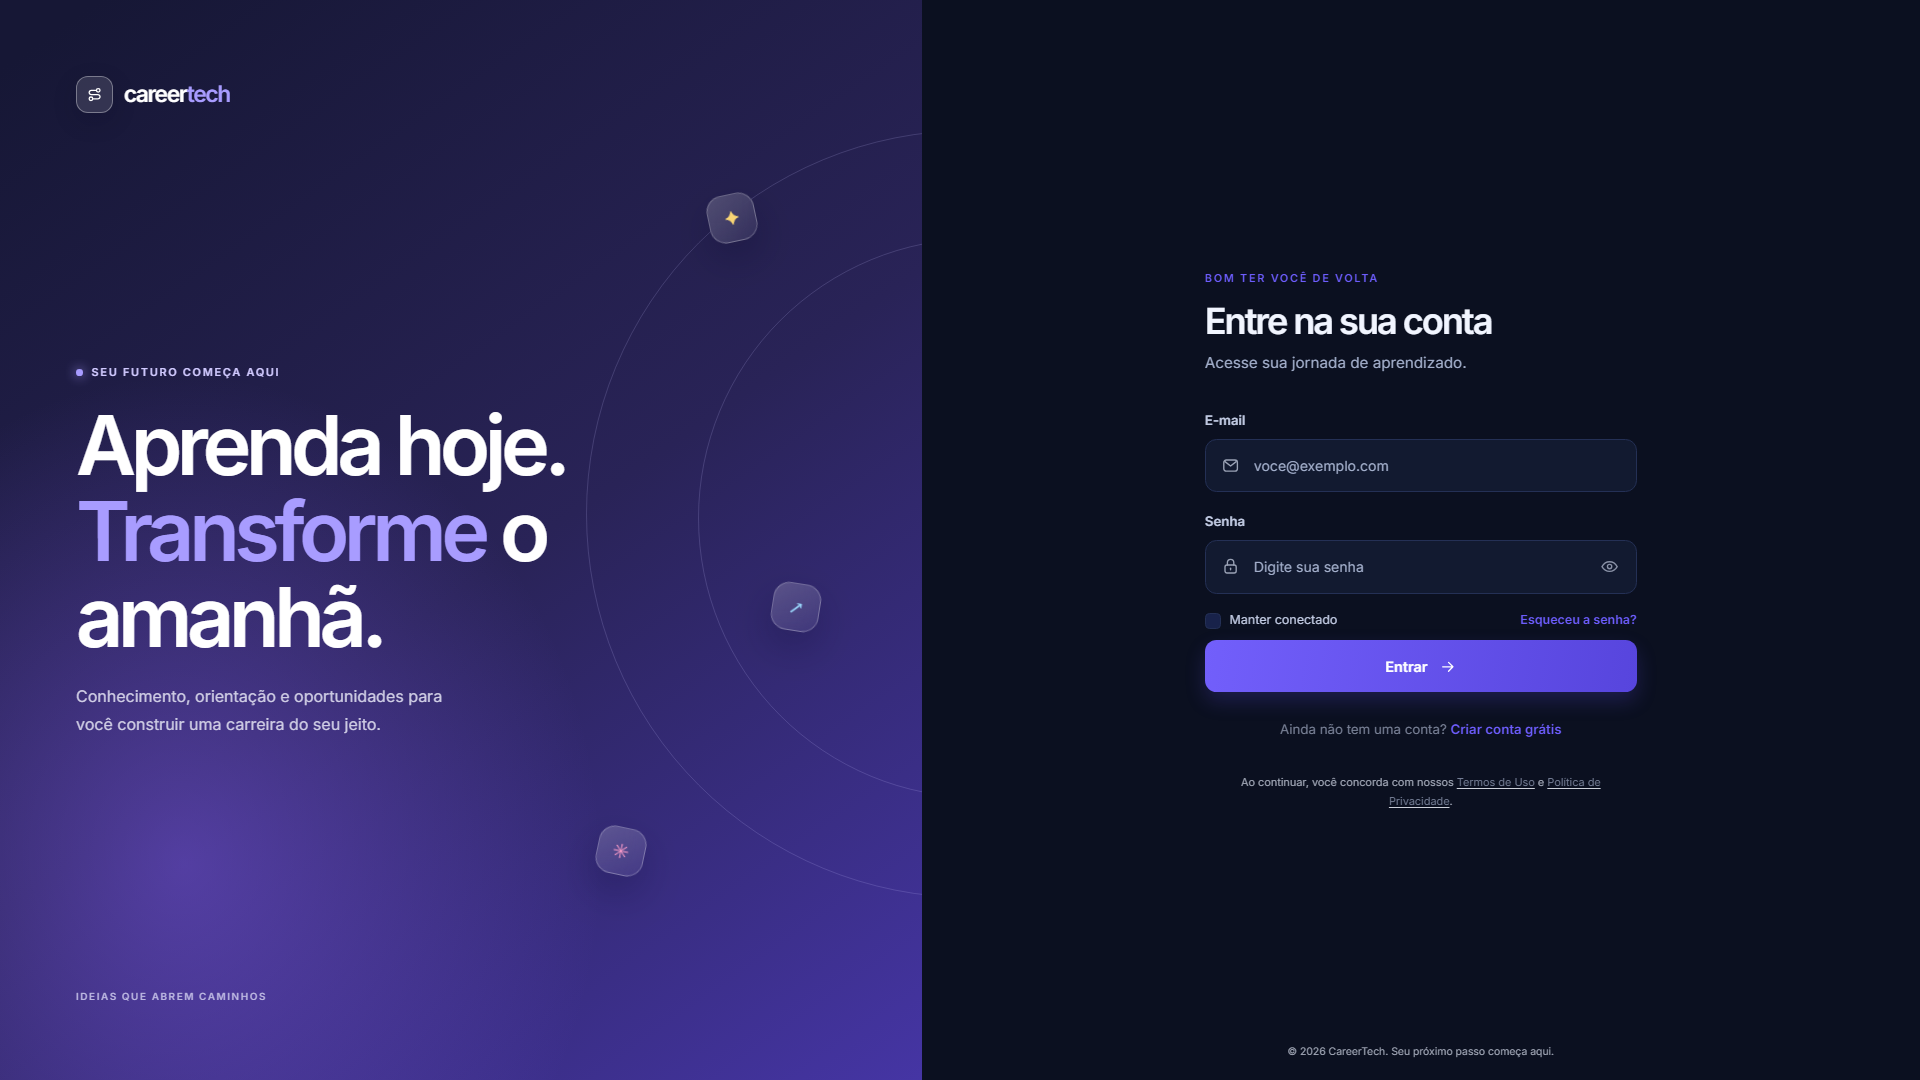 careertech
SEU FUTURO COMEÇA AQUI
Aprenda hoje.
Transforme o
amanhã.
Conhecimento, orientação e oportunidades para
você construir uma carreira do seu jeito.
IDEIAS QUE ABREM CAMINHOS
BOM TER VOCÊ DE VOLTA
Entre na sua conta
Acesse sua jornada de aprendizado.
E-mail
voce@exemplo.com
Senha
Digite sua senha
Manter conectado
Esqueceu a senha?
Entrar →
Ainda não tem uma conta? Criar conta grátis
Ao continuar, você concorda com nossos Termos de Uso e Política de
Privacidade.
© 2026 CareerTech. Seu próximo passo começa aqui.